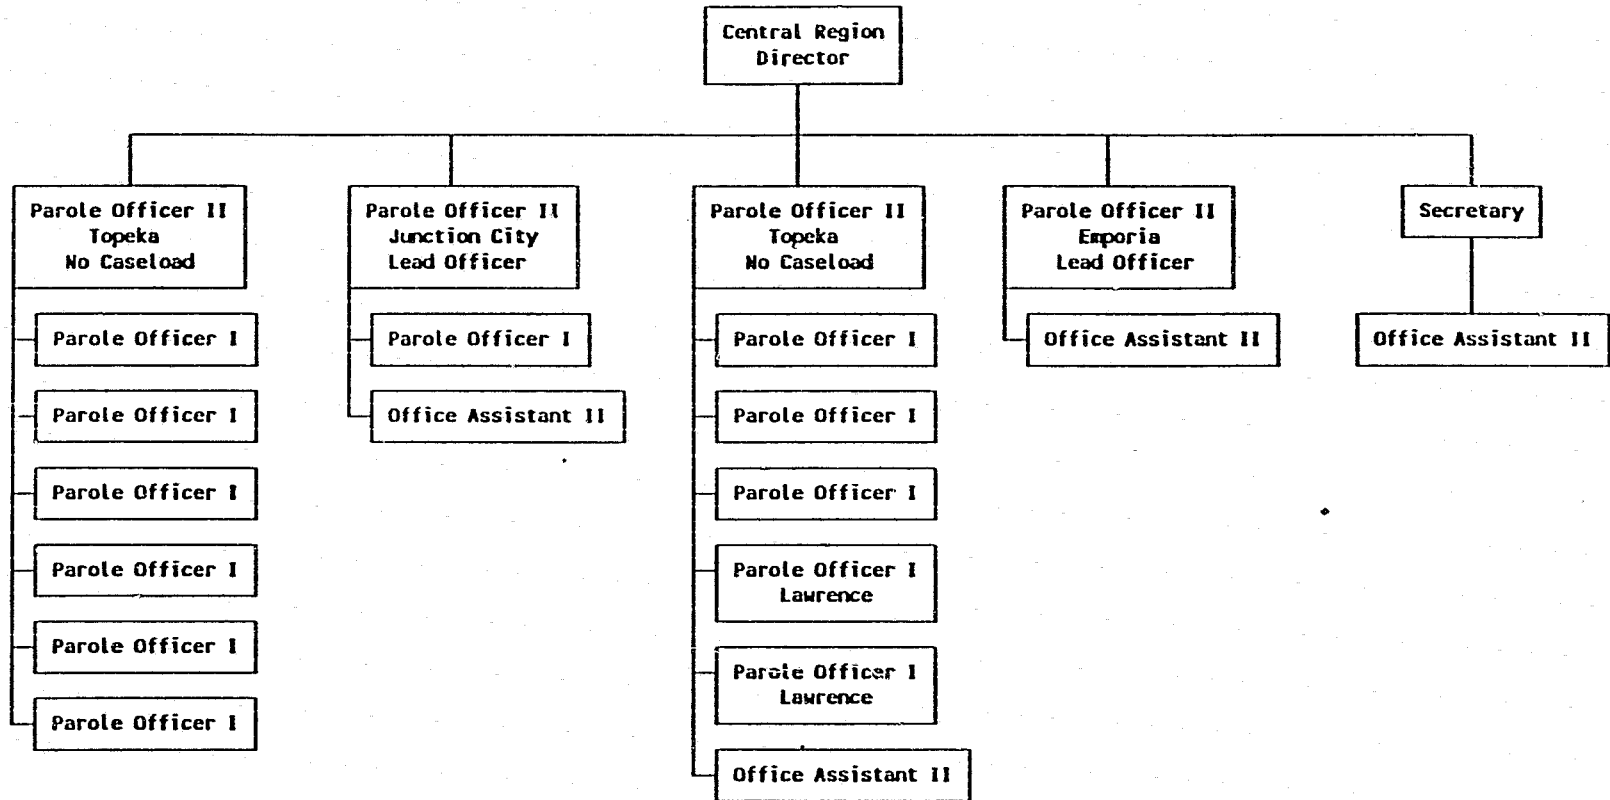 Central Region
Director
Parole Officer II
Topeka
No Caseload
Parole Officer I
Parole Officer I
Parole Officer I
Parole Officer I
Parole Officer I
Parole Officer I
Parole Officer II
Junction City
Lead Officer
Parole Officer I
Office Assistant II
Parole Officer II
Topeka
No Caseload
Parole Officer I
Parole Officer I
Parole Officer I
Parole Officer I
Lawrence
Parole Officer I
Lawrence
Office Assistant II
Parole Officer II
Emporia
Lead Officer
Office Assistant II
Secretary
Office Assistant II